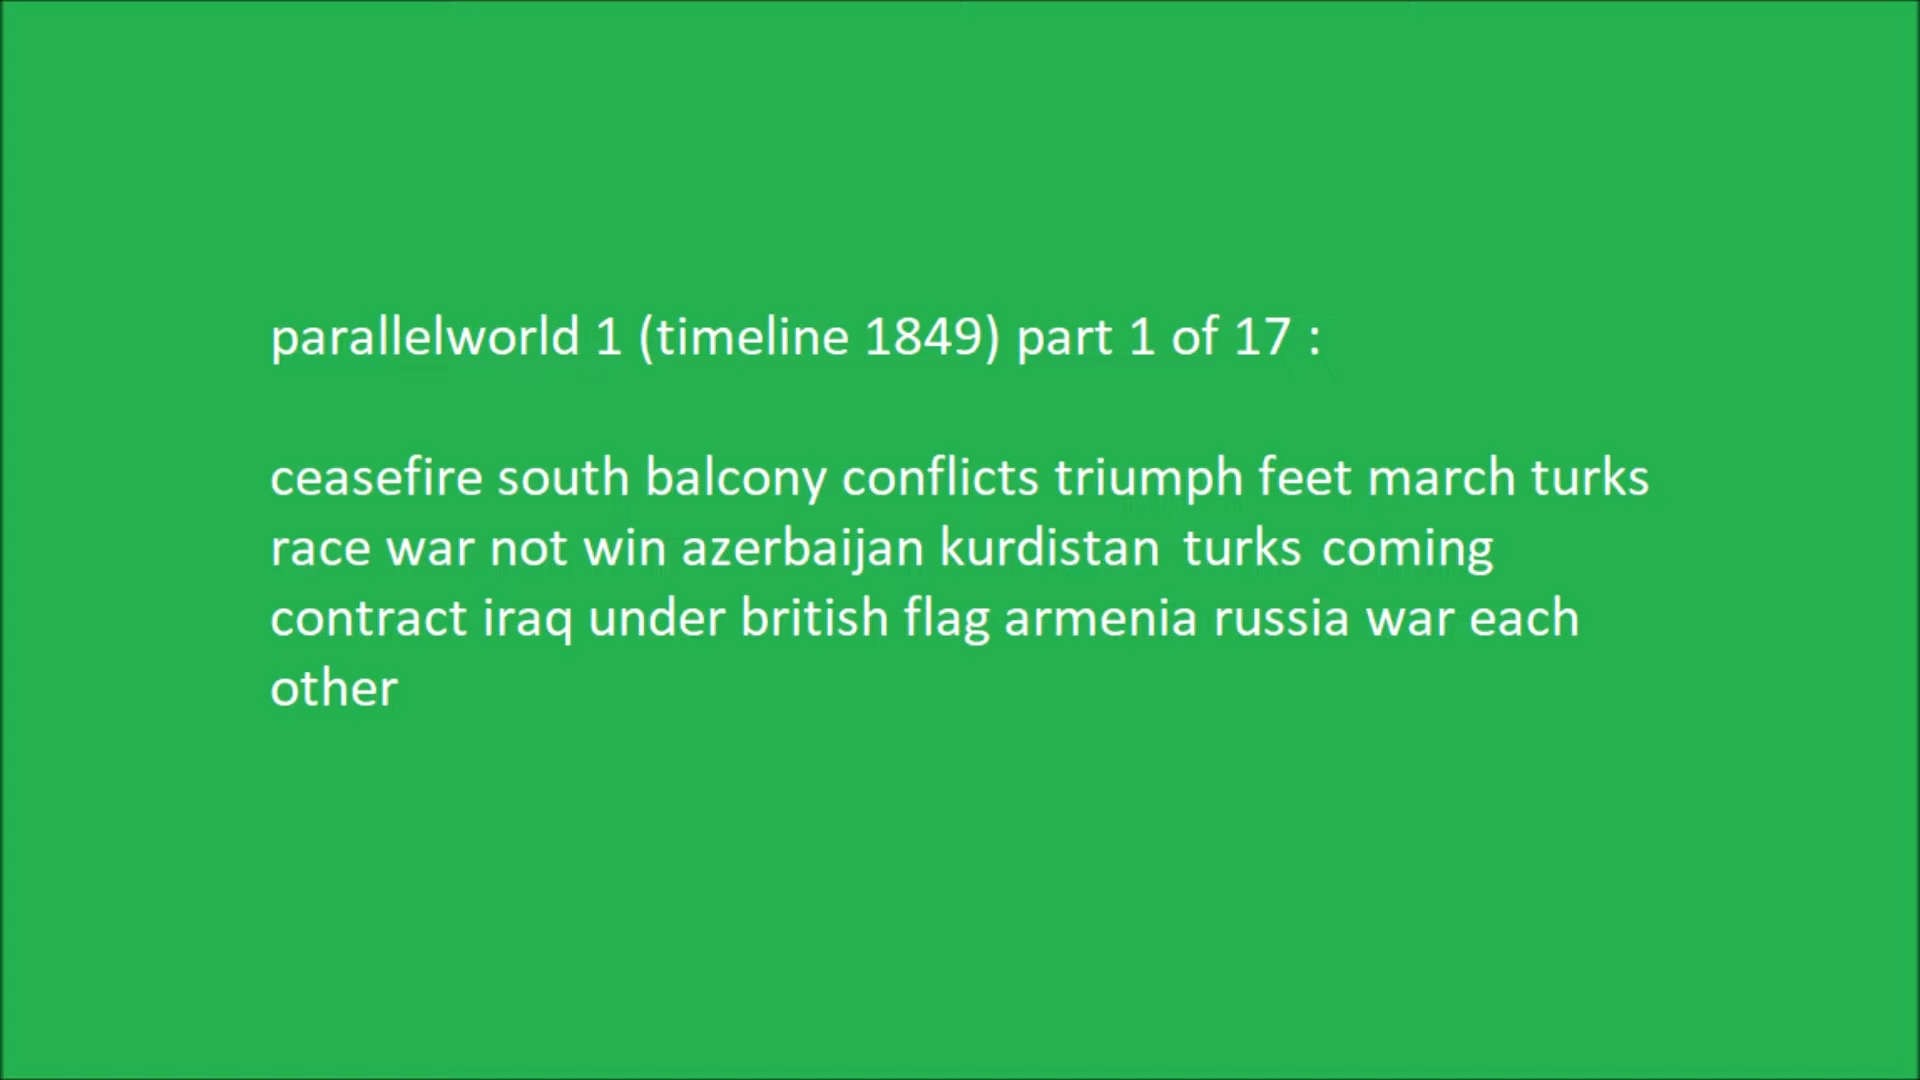 parallelworld 1 (timeline 1849) part 1 of 17 :
ceasefire south balcony conflicts triumph feet march turks
race war not win azerbaijan kurdistan turks coming
contract iraq under british flag armenia russia war each
other